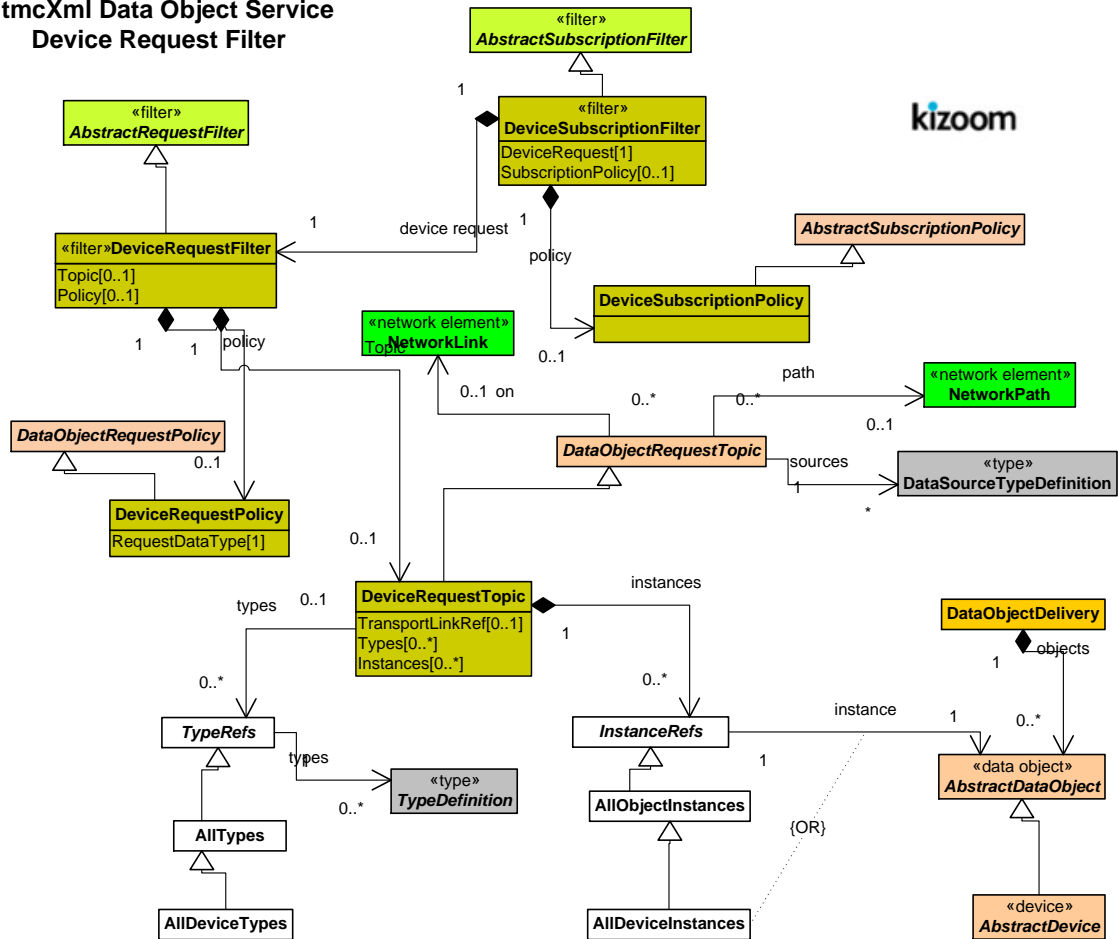 tmcXml Data Object Service
Device Request Filter
«filter»
AbstractSubscriptionFilter
1
«filter»
AbstractRequestFilter
«filter»
DeviceSubscriptionFilter
DeviceRequest[1]
SubscriptionPolicy[0..1]
kizoom
1
device request
1
policy
AbstractSubscriptionPolicy
«filter»DeviceRequestFilter
Topic[0..1]
Policy[0..1]
DeviceSubscriptionPolicy
0..1
1
1
policy
«network element»
NetworkLink
Topic
0..1 on
0..*
path
0..*
«network element»
NetworkPath
0..1
DataObjectRequestPolicy
0..1
DataObjectRequestTopic
sources
1
*
«type»
DataSourceTypeDefinition
DeviceRequestPolicy
RequestDataType[1]
0..1
types
0..1
DeviceRequestTopic
TransportLinkRef[0..1]
Types[0..*]
Instances[0..*]
instances
1
0..*
0..*
DataObjectDelivery
1
objects
0..*
TypeRefs
types
1
0..*
«type»
TypeDefinition
InstanceRefs
instance
1
1
«data object»
AbstractDataObject
AllTypes
AllObjectInstances
{OR}
AllDeviceTypes
AllDeviceInstances
«device»
AbstractDevice